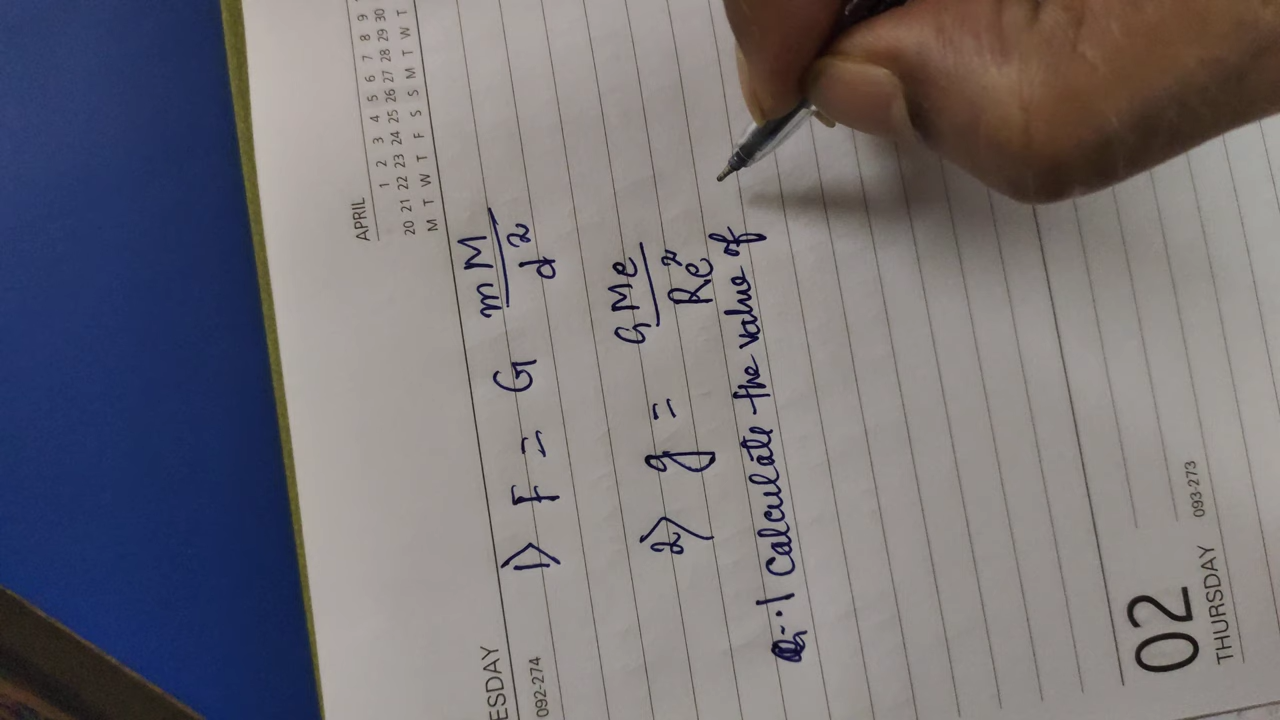 APRIL
1 2 3 4 5 6 7 8 9
20 21 22 23 24 25 26 27 28 29 30
M T W T F S S M T W T
ESDAY
092-274
1) F = G mM/d²
2) g = GMe/Re²
Q-.1 Calculate the value of
02
THURSDAY
093-273